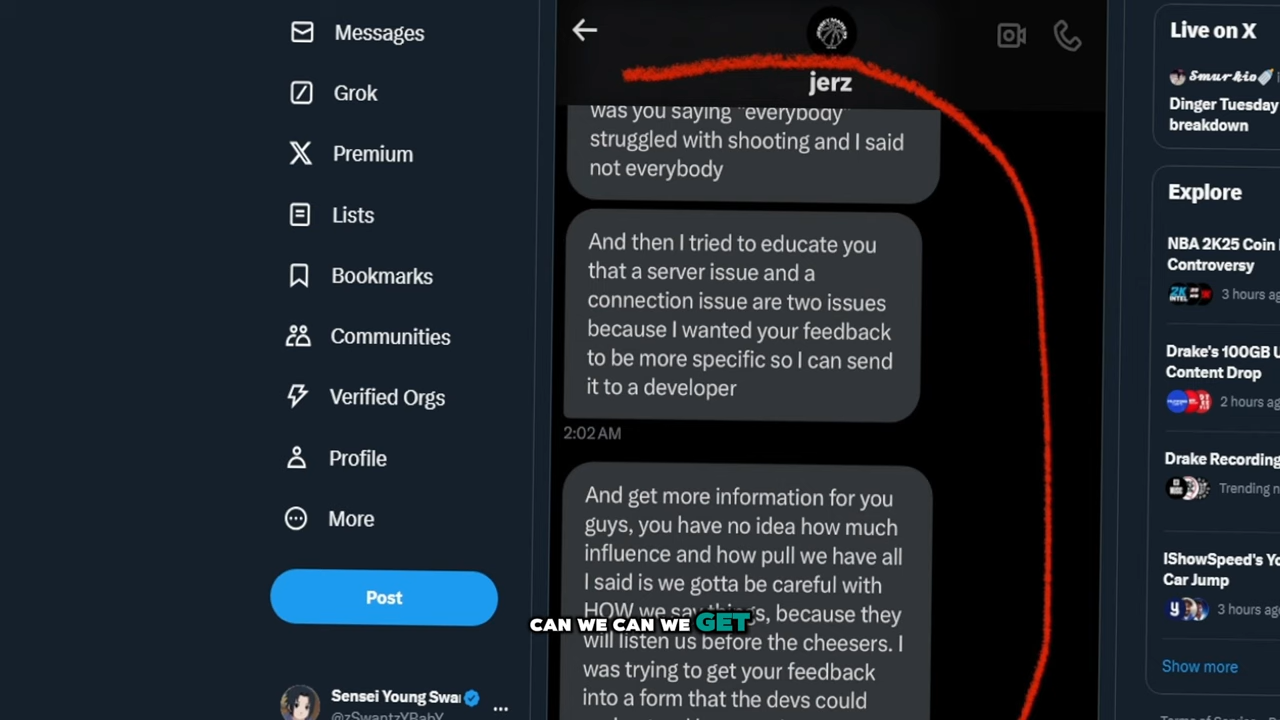 Messages
Grok
Premium
Lists
Bookmarks
Communities
Verified Orgs
Profile
More
Post
Sensei Young Swa
jerz
was you saying "everybody"
struggled with shooting and I said
not everybody
And then I tried to educate you
that a server issue and a
connection issue are two issues
because I wanted your feedback
to be more specific so I can send
it to a developer
2:02 AM
And get more information for you
guys, you have no idea how much
influence and how pull we have all
I said is we gotta be careful with
HOW we say things, because they
will listen us before the cheesers. I
was trying to get your feedback
into a form that the devs could
CAN WE CAN WE GET
Live on X
Smurkio
Dinger Tuesday
breakdown
Explore
NBA 2K25 Coin
Controversy
3 hours ag
Drake's 100GB
Content Drop
2 hours ag
Drake Recording
Trending n
IShowSpeed's Yo
Car Jump
3 hours ago
Show more